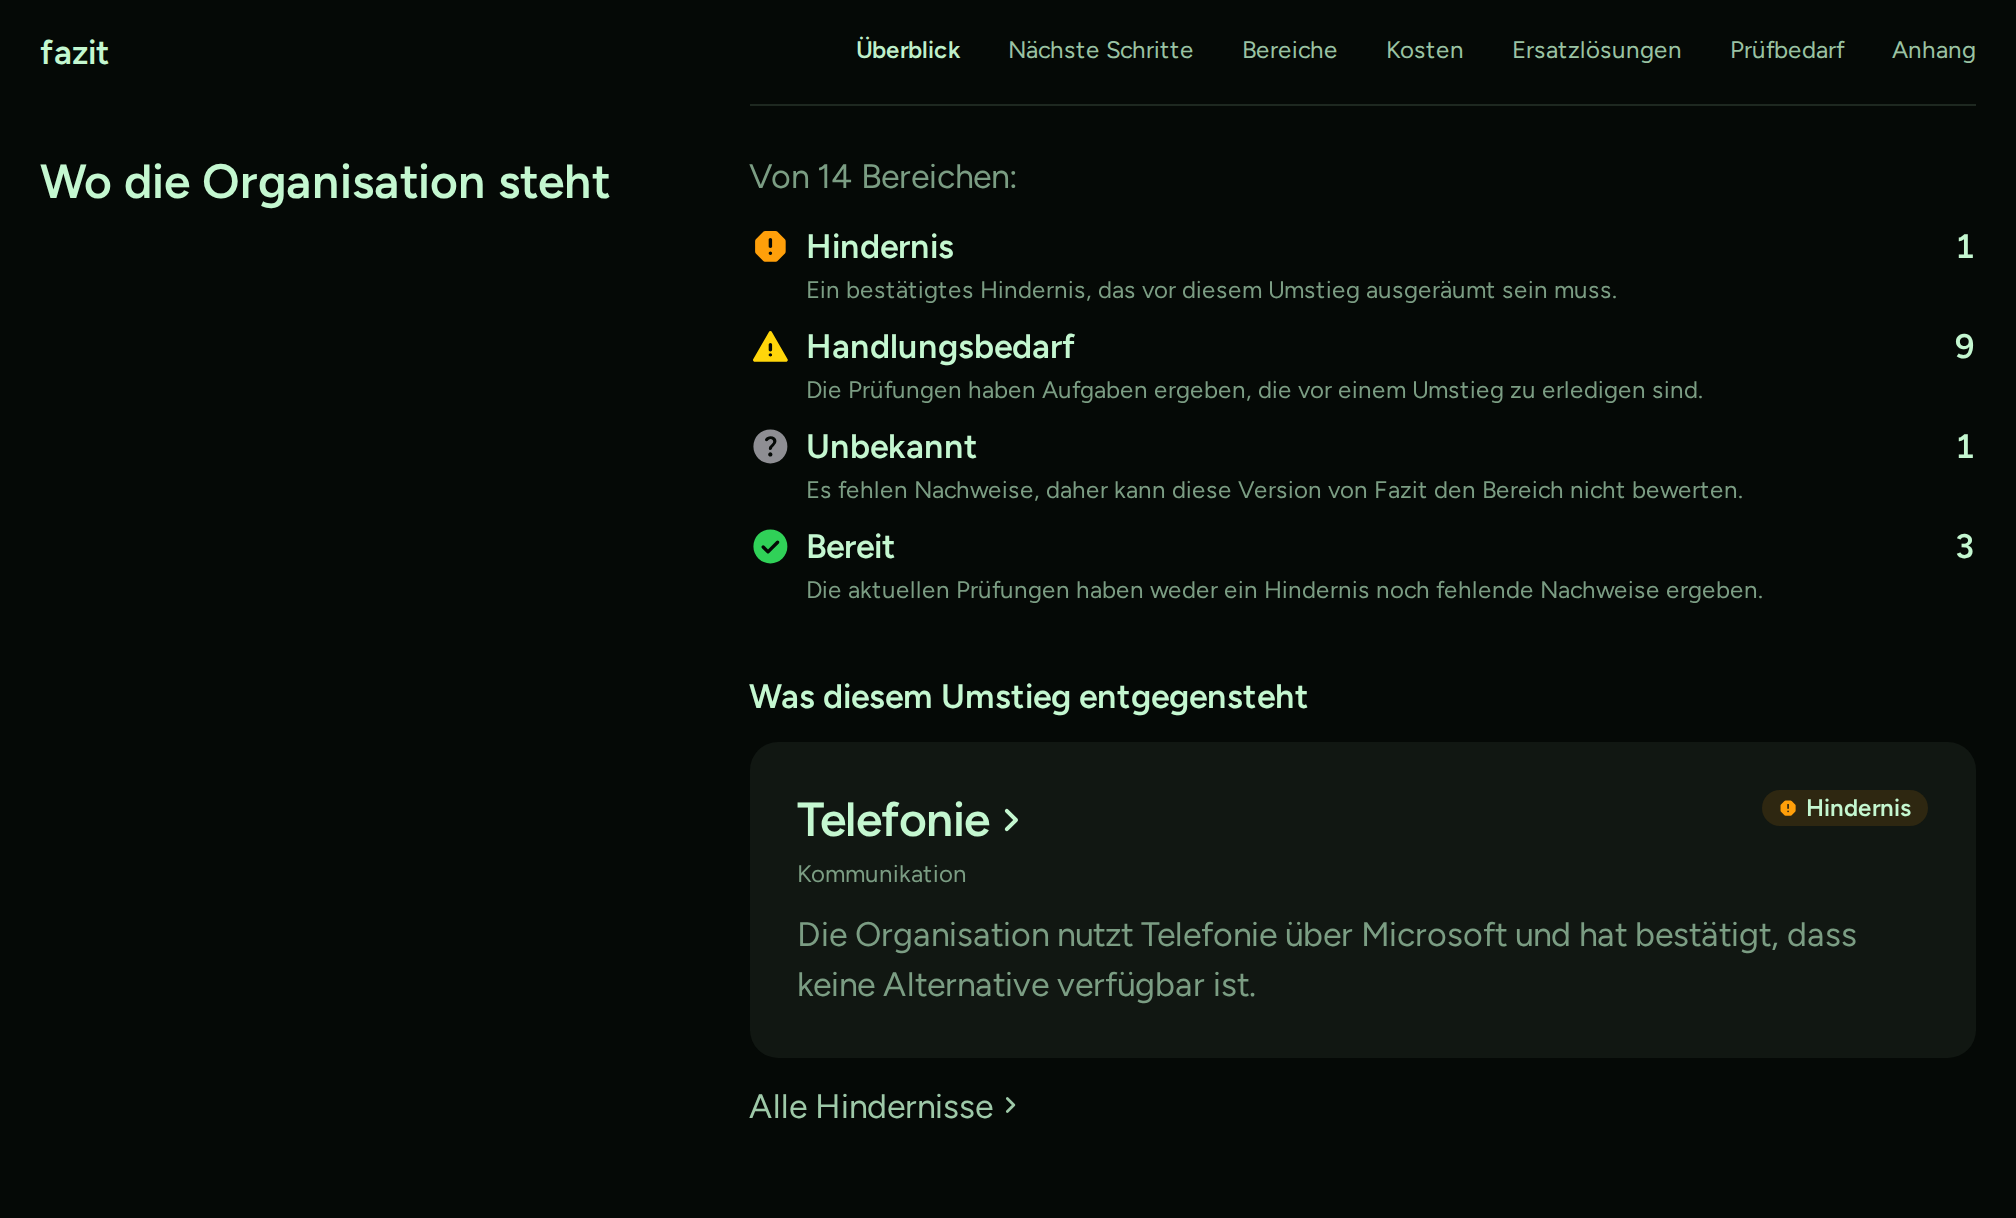 fazit
Überblick
Nächste Schritte
Bereiche
Kosten
Ersatzlösungen
Prüfbedarf
Anhang
Wo die Organisation steht
Von 14 Bereichen:
Hindernis
1
Ein bestätigtes Hindernis, das vor diesem Umstieg ausgeräumt sein muss.
Handlungsbedarf
9
Die Prüfungen haben Aufgaben ergeben, die vor einem Umstieg zu erledigen sind.
Unbekannt
1
Es fehlen Nachweise, daher kann diese Version von Fazit den Bereich nicht bewerten.
Bereit
3
Die aktuellen Prüfungen haben weder ein Hindernis noch fehlende Nachweise ergeben.
Was diesem Umstieg entgegensteht
Telefonie
Hindernis
Kommunikation
Die Organisation nutzt Telefonie über Microsoft und hat bestätigt, dass
keine Alternative verfügbar ist.
Alle Hindernisse